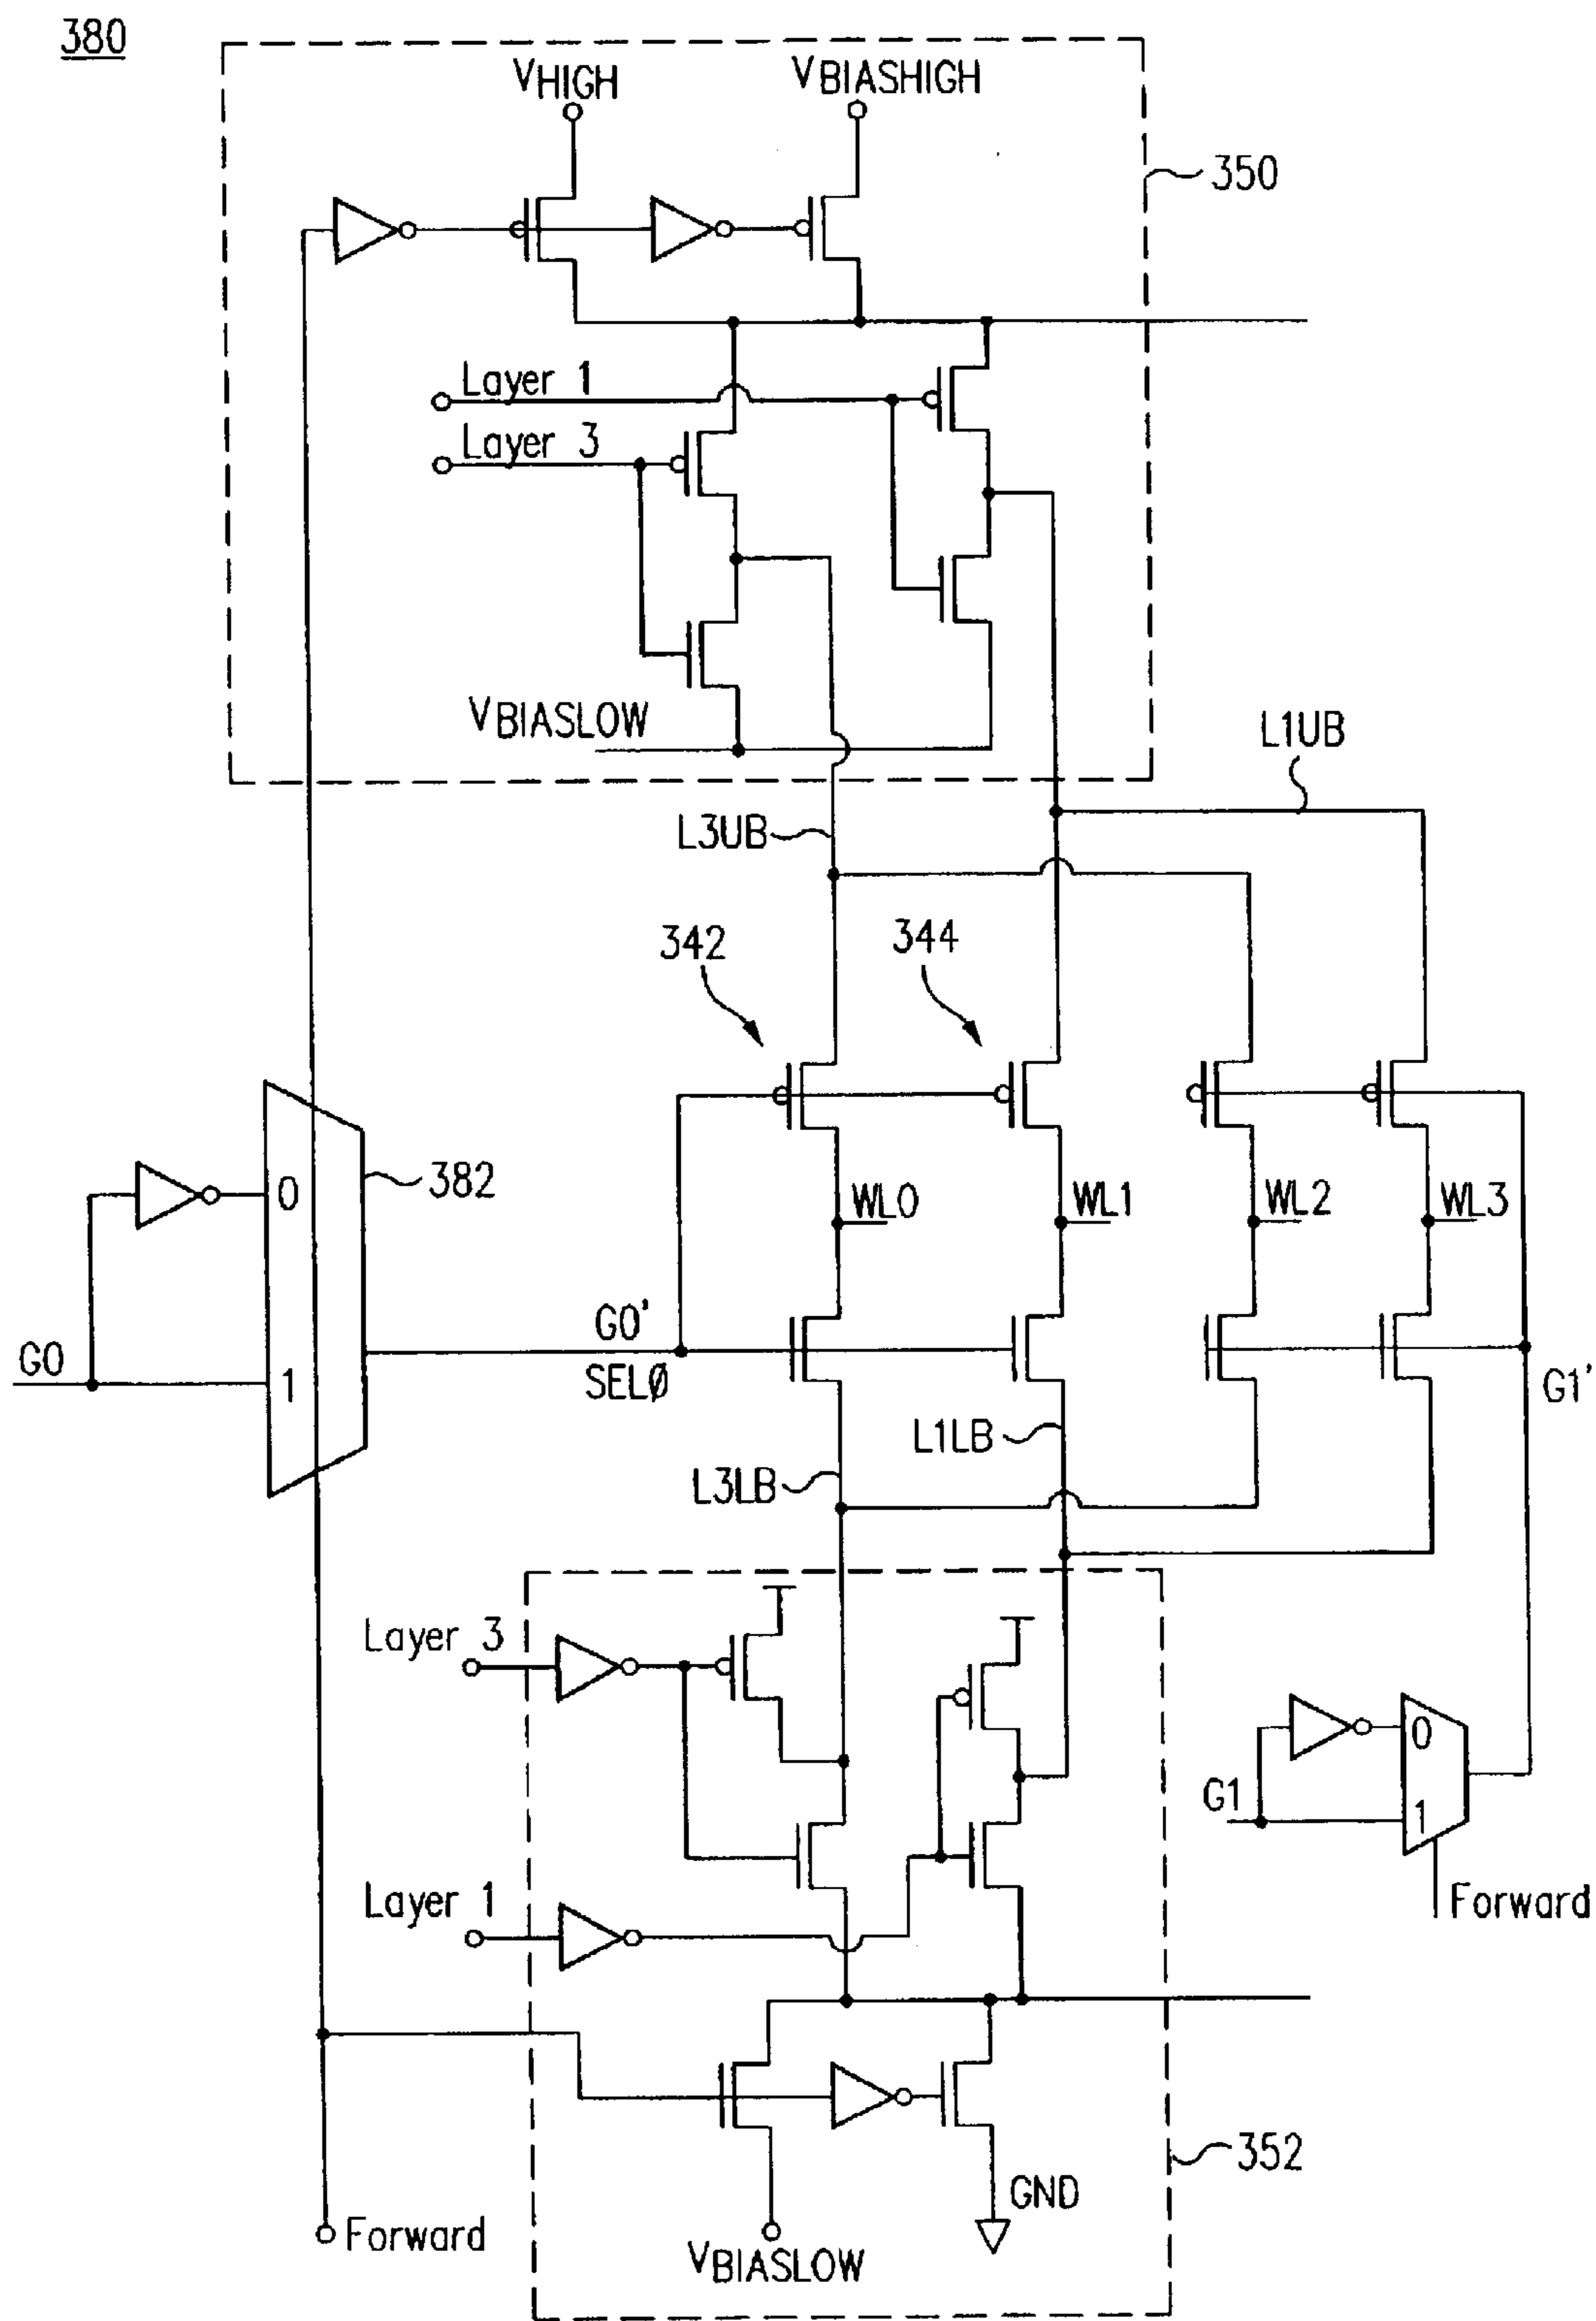 380
VHIGH
VBIASHIGH
350
Layer 1
Layer 3
VBIASLOW
L1UB
L3UB
342
344
0
382
WL0
WL1
WL2
WL3
G0
1
G0'
SELØ
G1'
L1LB
L3LB
Layer 3
0
G1
1
Layer 1
Forward
352
GND
Forward
VBIASLOW